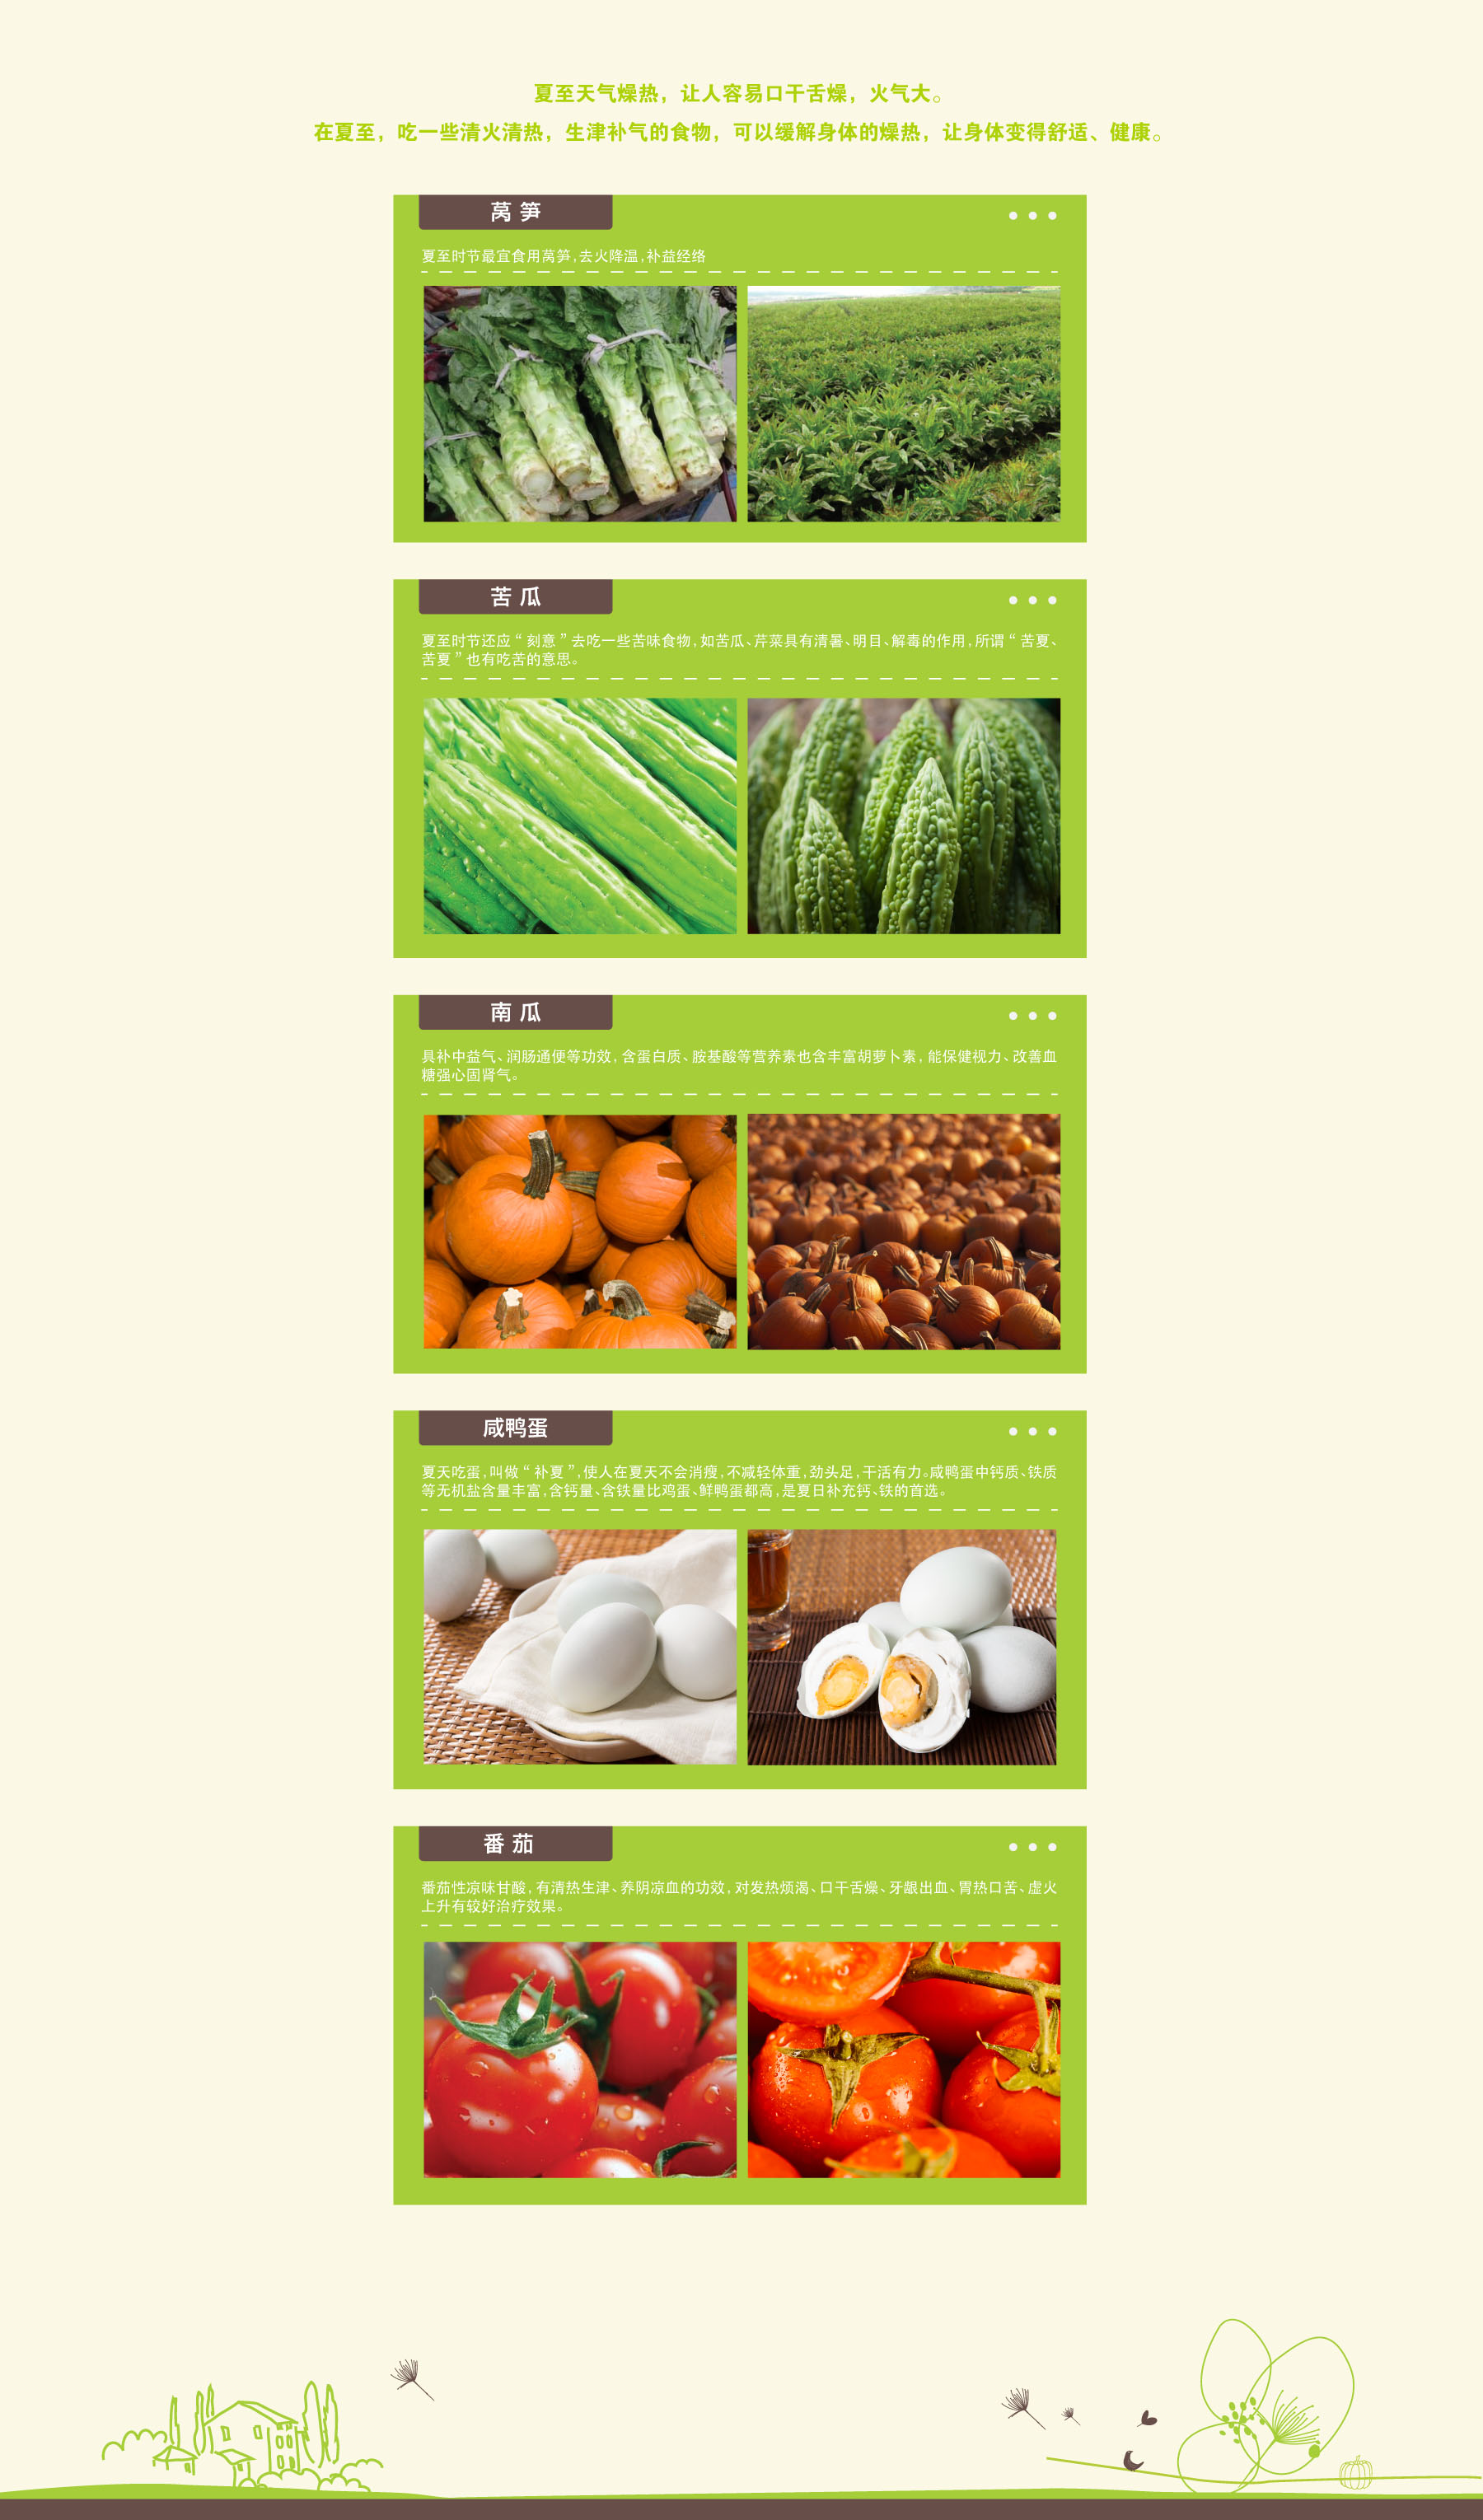 夏至天气燥热，让人容易口干舌燥，火气大。
在夏至，吃一些清火清热，生津补气的食物，可以缓解身体的燥热，让身体变得舒适、健康。
莴笋
夏至时节最宜食用莴笋，去火降温，补益经络
苦瓜
夏至时节还应“刻意”去吃一些苦味食物，如苦瓜、芹菜具有清暑、明目、解毒的作用，所谓“苦夏、
苦夏”也有吃苦的意思。
南瓜
具补中益气、润肠通便等功效，含蛋白质、胺基酸等营养素也含丰富胡萝卜素，能保健视力、改善血
糖强心固肾气。
咸鸭蛋
夏天吃蛋，叫做“补夏”，使人在夏天不会消瘦，不减轻体重，劲头足，干活有力。咸鸭蛋中钙质、铁质
等无机盐含量丰富，含钙量、含铁量比鸡蛋、鲜鸭蛋都高，是夏日补充钙、铁的首选。
番茄
番茄性凉味甘酸，有清热生津、养阴凉血的功效，对发热烦渴、口干舌燥、牙龈出血、胃热口苦、虚火
上升有较好治疗效果。